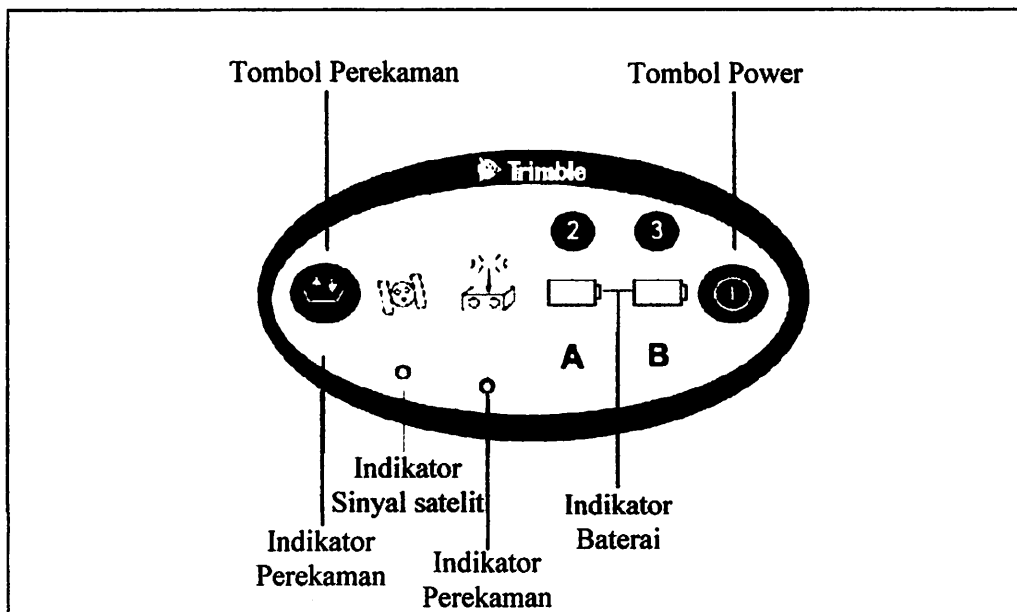 Tombol Perekaman
Tombol Power
Trimble
2
3
A
B
Indikator
Sinyal satelit
Indikator
Baterai
Indikator
Perekaman
Indikator
Perekaman